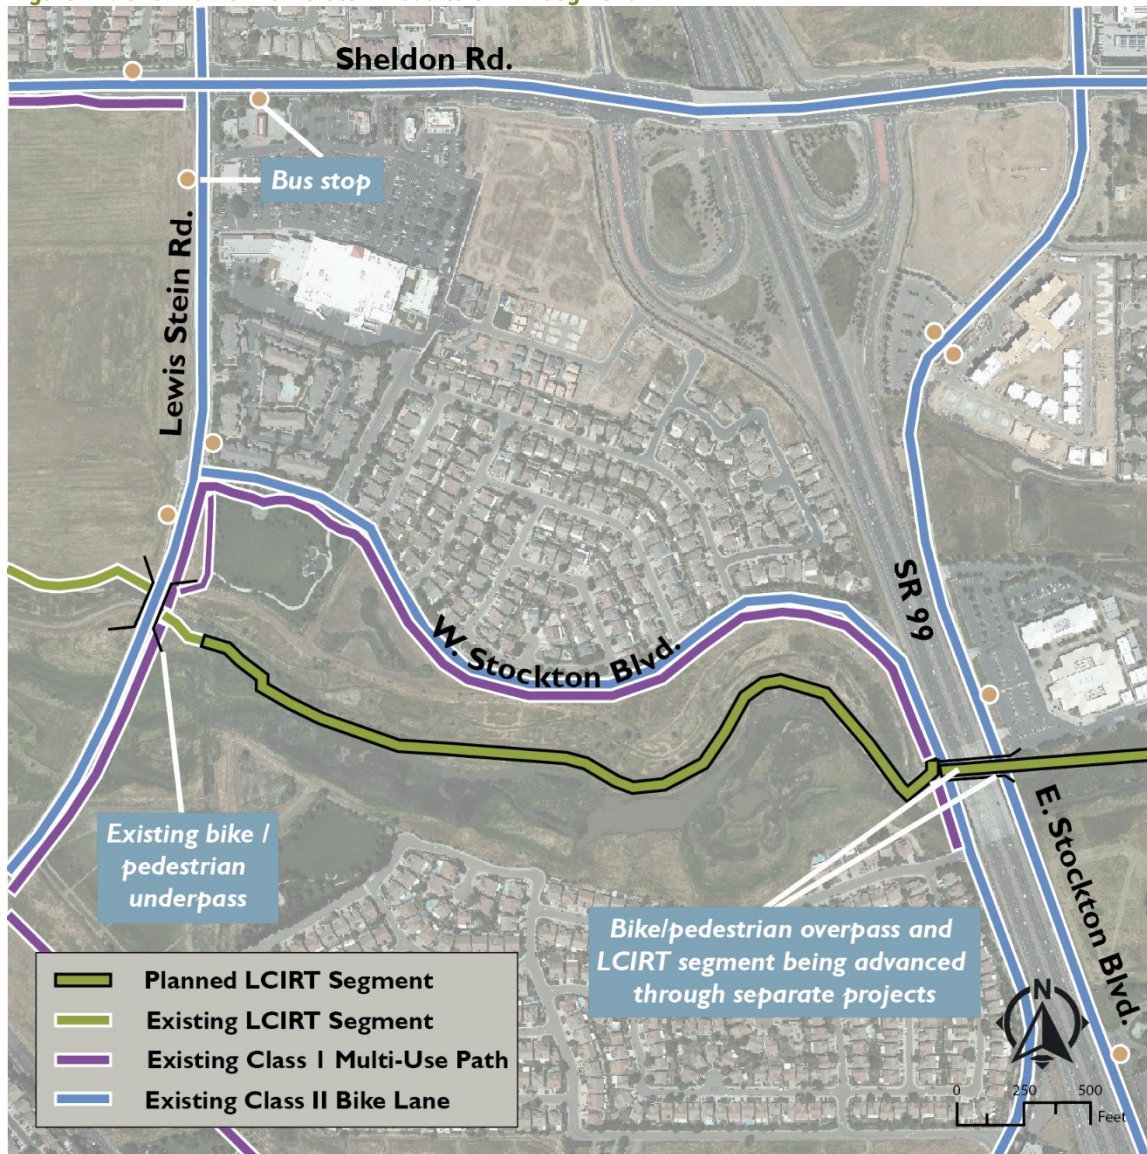 Sheldon Rd.
Bus stop
Lewis Stein Rd.
W. Stockton Blvd.
SR 99
E. Stockton Blvd.
Existing bike /
pedestrian
underpass
Bike/pedestrian overpass and
LCIRT segment being advanced
through separate projects
Planned LCIRT Segment
Existing LCIRT Segment
Existing Class I Multi-Use Path
Existing Class II Bike Lane
N
0 250 500
Feet